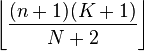 ⌊(n + 1)(K + 1) / (N + 2)⌋